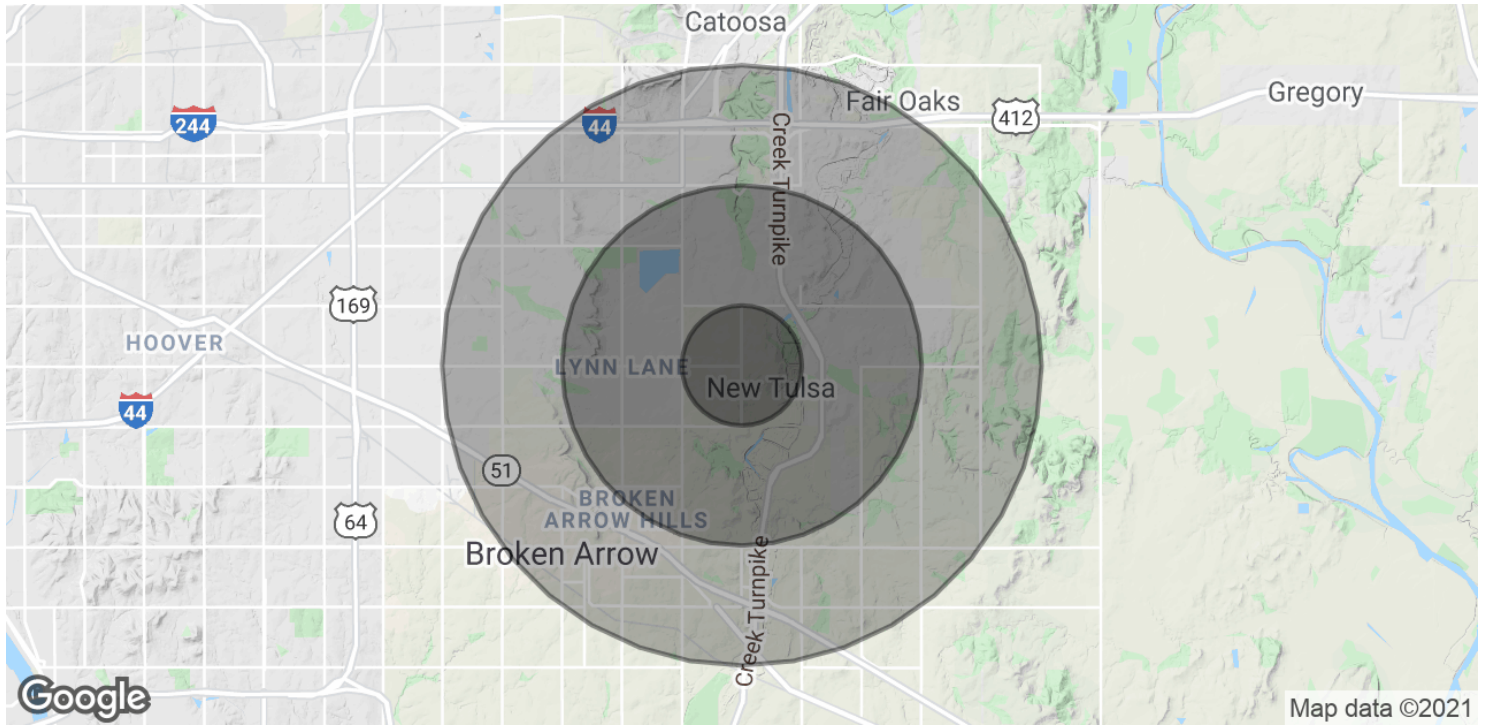 Catoosa
Fair Oaks
Gregory
412
244
44
Creek Turnpike
169
HOOVER
LYNN LANE
New Tulsa
44
51
BROKEN
ARROW HILLS
64
Broken Arrow
Creek Turnpike
Google
Map data ©2021